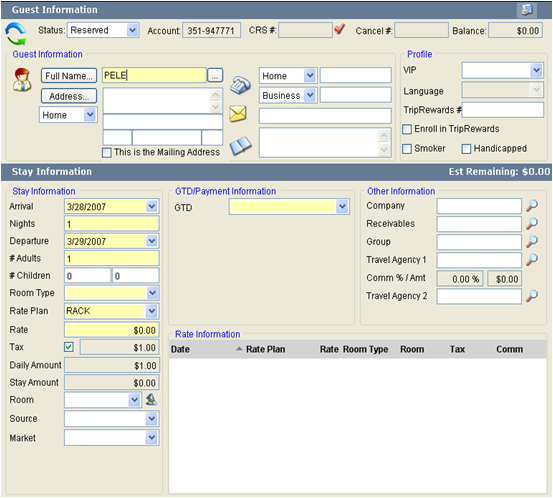 Guest Information
Status: Reserved Account: 351-947771 CRS #: Cancel #: Balance: $0.00
Guest Information
Full Name... PELE ... Home
Address... Business
Home
This is the Mailing Address
Profile
VIP
Language
TripRewards #
Enroll in TripRewards
Smoker Handicapped
Stay Information Est Remaining: $0.00
Stay Information
Arrival 3/28/2007
Nights 1
Departure 3/29/2007
# Adults 1
# Children 0 0
Room Type
Rate Plan RACK
Rate $0.00
Tax $1.00
Daily Amount $1.00
Stay Amount $0.00
Room
Source
Market
GTD/Payment Information
GTD
Other Information
Company
Receivables
Group
Travel Agency 1
Comm % / Amt 0.00 % $0.00
Travel Agency 2
Rate Information
Date Rate Plan Rate Room Type Room Tax Comm